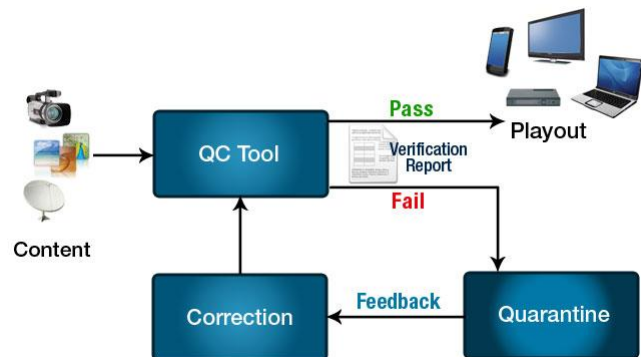 Pass
Playout
QC Tool
Verification
Report
Fail
Content
Correction
Feedback
Quarantine